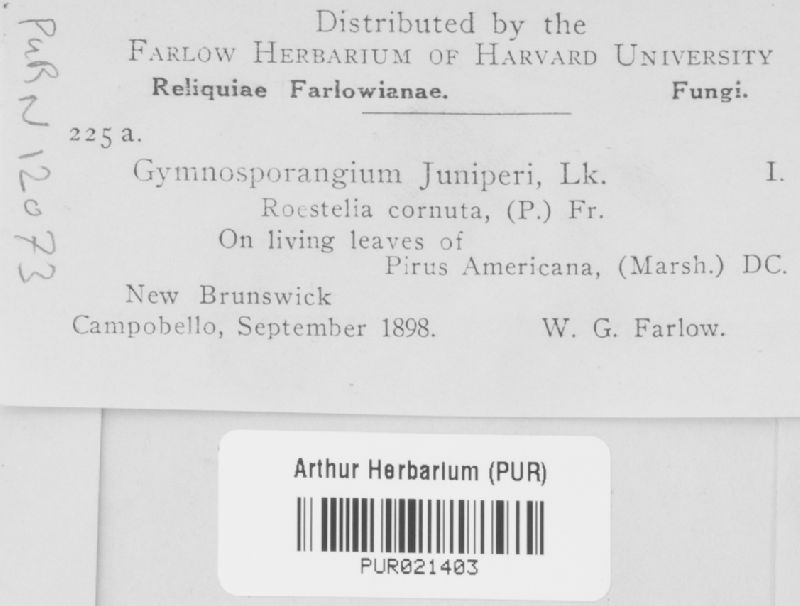 Distributed by the
FARLOW HERBARIUM OF HARVARD UNIVERSITY
Reliquiae Farlowianae. Fungi.
225 a.
Gymnosporangium Juniperi, Lk. I.
Roestelia cornuta, (P.) Fr.
On living leaves of
Pirus Americana, (Marsh.) DC.
New Brunswick
Campobello, September 1898. W. G. Farlow.
PUR N 12073
Arthur Herbarium (PUR)
PUR021403